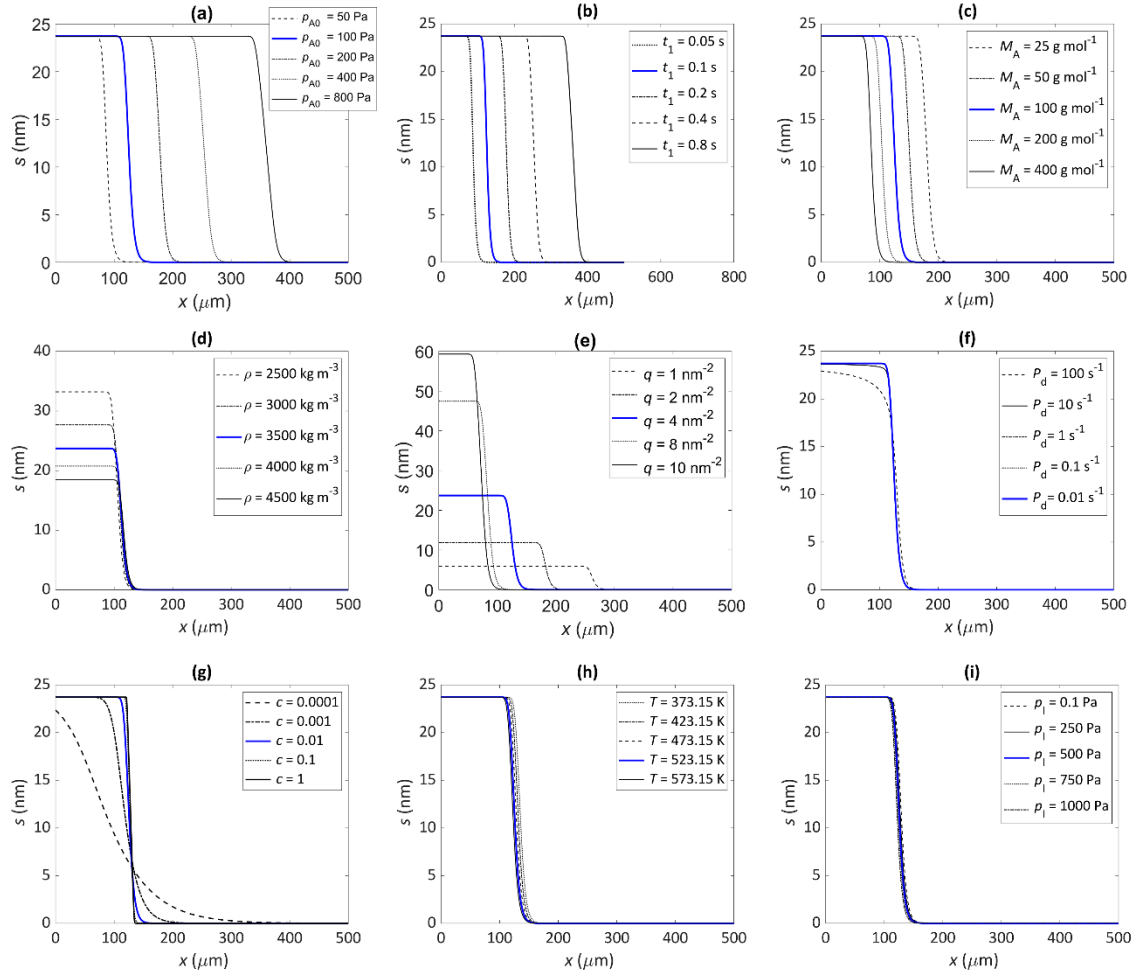 (a)
s (nm)
25
20
15
10
5
0
p_A0 = 50 Pa
p_A0 = 100 Pa
p_A0 = 200 Pa
p_A0 = 400 Pa
p_A0 = 800 Pa
0 100 200 300 400 500
x (μm)
(b)
s (nm)
25
20
15
10
5
0
t_1 = 0.05 s
t_1 = 0.1 s
t_1 = 0.2 s
t_1 = 0.4 s
t_1 = 0.8 s
0 200 400 600 800
x (μm)
(c)
s (nm)
25
20
15
10
5
0
M_A = 25 g mol⁻¹
M_A = 50 g mol⁻¹
M_A = 100 g mol⁻¹
M_A = 200 g mol⁻¹
M_A = 400 g mol⁻¹
0 100 200 300 400 500
x (μm)
(d)
s (nm)
40
30
20
10
0
ρ = 2500 kg m⁻³
ρ = 3000 kg m⁻³
ρ = 3500 kg m⁻³
ρ = 4000 kg m⁻³
ρ = 4500 kg m⁻³
0 100 200 300 400 500
x (μm)
(e)
s (nm)
60
50
40
30
20
10
0
q = 1 nm⁻²
q = 2 nm⁻²
q = 4 nm⁻²
q = 8 nm⁻²
q = 10 nm⁻²
0 100 200 300 400 500
x (μm)
(f)
s (nm)
25
20
15
10
5
0
P_d = 100 s⁻¹
P_d = 10 s⁻¹
P_d = 1 s⁻¹
P_d = 0.1 s⁻¹
P_d = 0.01 s⁻¹
0 100 200 300 400 500
x (μm)
(g)
s (nm)
25
20
15
10
5
0
c = 0.0001
c = 0.001
c = 0.01
c = 0.1
c = 1
0 100 200 300 400 500
x (μm)
(h)
s (nm)
25
20
15
10
5
0
T = 373.15 K
T = 423.15 K
T = 473.15 K
T = 523.15 K
T = 573.15 K
0 100 200 300 400 500
x (μm)
(i)
s (nm)
25
20
15
10
5
0
p_I = 0.1 Pa
p_I = 250 Pa
p_I = 500 Pa
p_I = 750 Pa
p_I = 1000 Pa
0 100 200 300 400 500
x (μm)